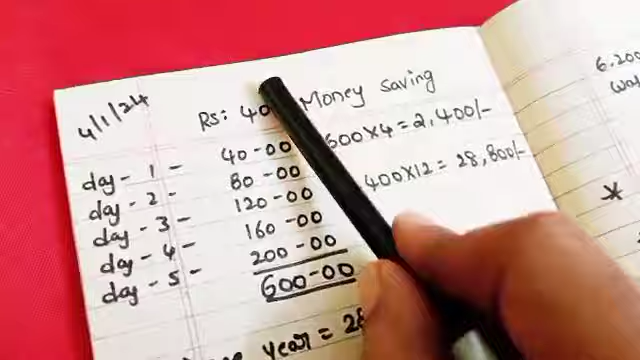 4/1/24
Rs: 40 Money saving
day - 1 - 40-00
day - 2 - 80-00
day - 3 - 120-00
day - 4 - 160-00
day - 5 - 200-00
600-00
600x4 = 2,400/-
400x12 = 28,800/-
year = 28
6,200
*